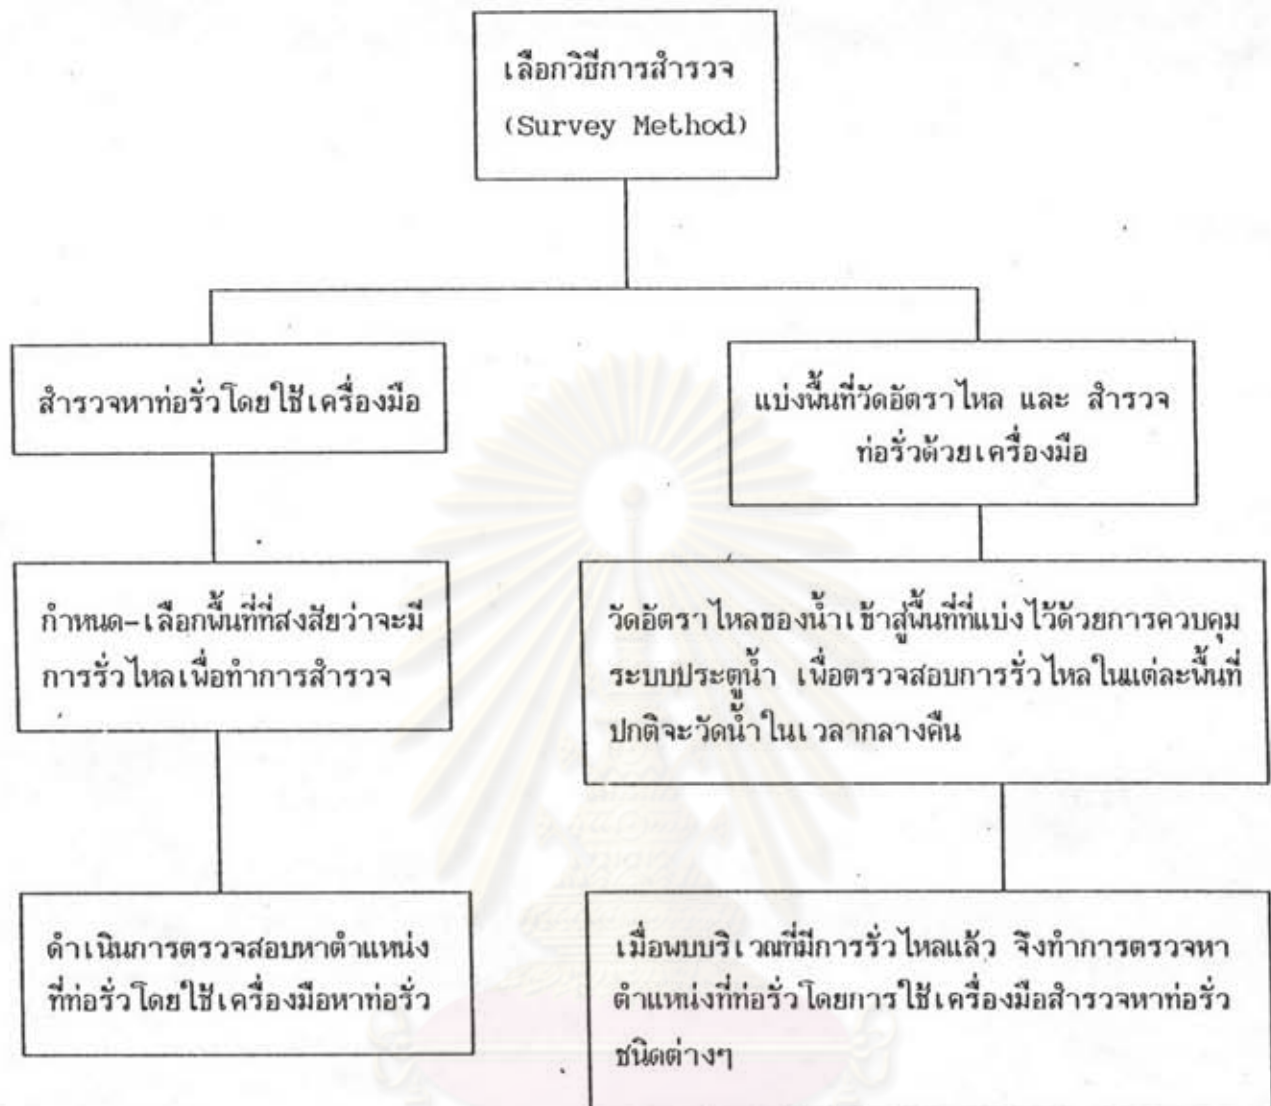 เลือกวิธีการสำรวจ
(Survey Method)
สำรวจหาท่อรั่วโดยใช้เครื่องมือ
แบ่งพื้นที่วัดอัตราไหล และ สำรวจ
ท่อรั่วด้วยเครื่องมือ
กำหนด-เลือกพื้นที่ที่สงสัยว่าจะมี
การรั่วไหลเพื่อทำการสำรวจ
วัดอัตราไหลของน้ำเข้าสู่พื้นที่ที่แบ่งไว้ด้วยการควบคุม
ระบบประตูน้ำ เพื่อตรวจสอบการรั่วไหลในแต่ละพื้นที่
ปกติจะวัดน้ำในเวลากลางคืน
ดำเนินการตรวจสอบหาตำแหน่ง
ที่ท่อรั่วโดยใช้เครื่องมือหาท่อรั่ว
เมื่อพบบริเวณที่มีการรั่วไหลแล้ว จึงทำการตรวจหา
ตำแหน่งที่ท่อรั่วโดยการใช้เครื่องมือสำรวจหาท่อรั่ว
ชนิดต่างๆ